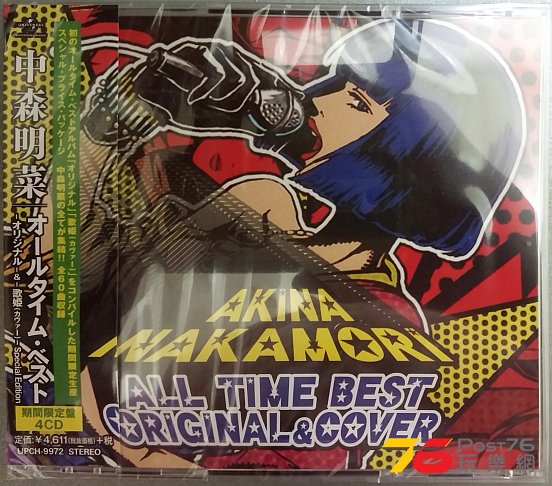 UNIVERSAL
中森明菜
オールタイム・ベスト
-オリジナル-&-歌姫(カヴァー)- Special Edition
初のオールタイム・ベストアルバム「オリジナル」「歌姫(カヴァー)」をコンパイルした期間限定生産
スペシャル・プライス・パッケージ 中森明菜の全てが集結!! 全60曲収録
期間限定盤
4CD
定価:¥4,611(税抜価格)+税
UPCH-9972 STEREO
AKINA
NAKAMORI
ALL TIME BEST
ORIGINAL&COVER
76 POST76
玩樂網